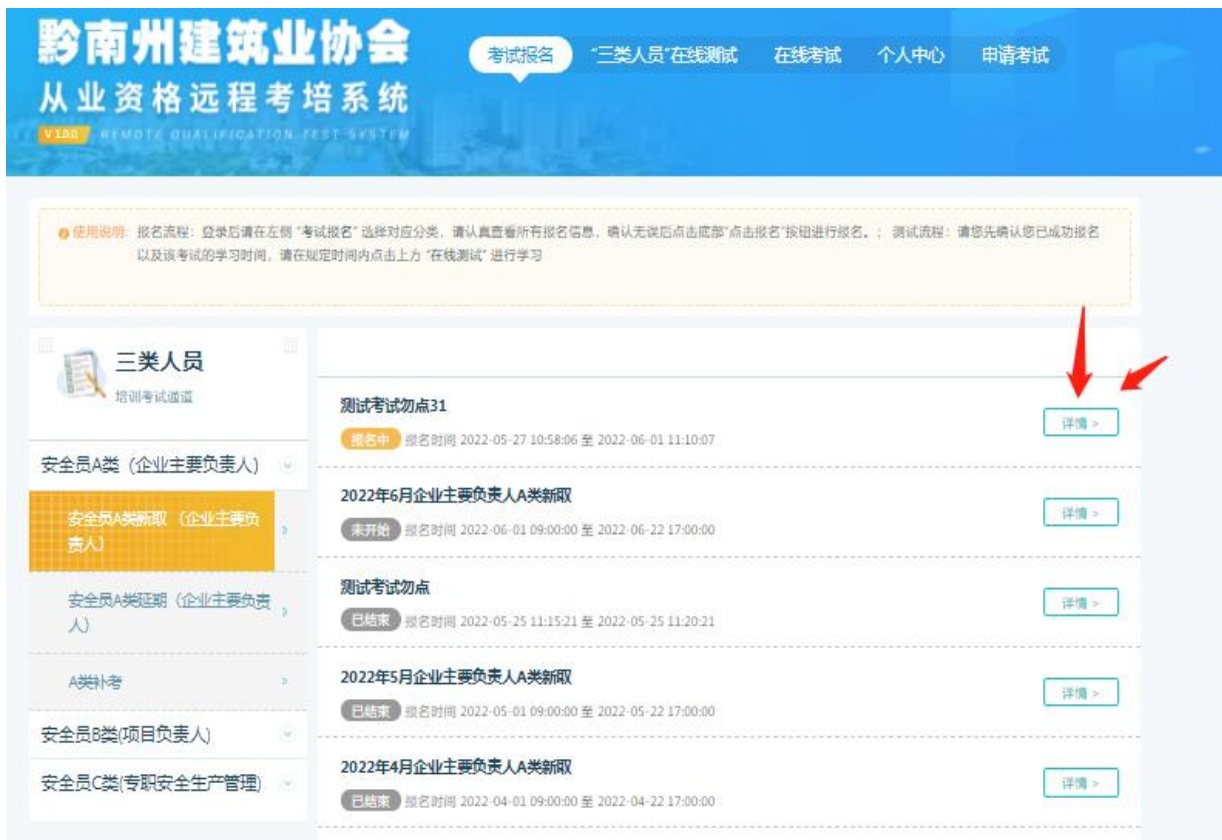 黔南州建筑业协会
从业资格远程考培系统
V1.0.0 REMOTE QUALIFICATION TEST SYSTEM
考试报名 “三类人员”在线测试 在线考试 个人中心 申请考试
使用说明: 报名流程：登录后请在左侧 “考试报名” 选择对应分类，请认真查看所有报名信息，确认无误后点击底部“点击报名”按钮进行报名。; 测试流程：请您先确认您已成功报名
以及该考试的学习时间，请在规定时间内点击上方 “在线测试” 进行学习
三类人员
培训考试通道
安全员A类（企业主要负责人）
安全员A类新取（企业主要负
责人）
安全员A类延期（企业主要负责
人）
A类补考
安全员B类(项目负责人)
安全员C类(专职安全生产管理)
测试考试勿点31
报名中 报名时间 2022-05-27 10:58:06 至 2022-06-01 11:10:07
详情 >
2022年6月企业主要负责人A类新取
未开始 报名时间 2022-06-01 09:00:00 至 2022-06-22 17:00:00
详情 >
测试考试勿点
已结束 报名时间 2022-05-25 11:15:21 至 2022-05-25 11:20:21
详情 >
2022年5月企业主要负责人A类新取
已结束 报名时间 2022-05-01 09:00:00 至 2022-05-22 17:00:00
详情 >
2022年4月企业主要负责人A类新取
已结束 报名时间 2022-04-01 09:00:00 至 2022-04-22 17:00:00
详情 >